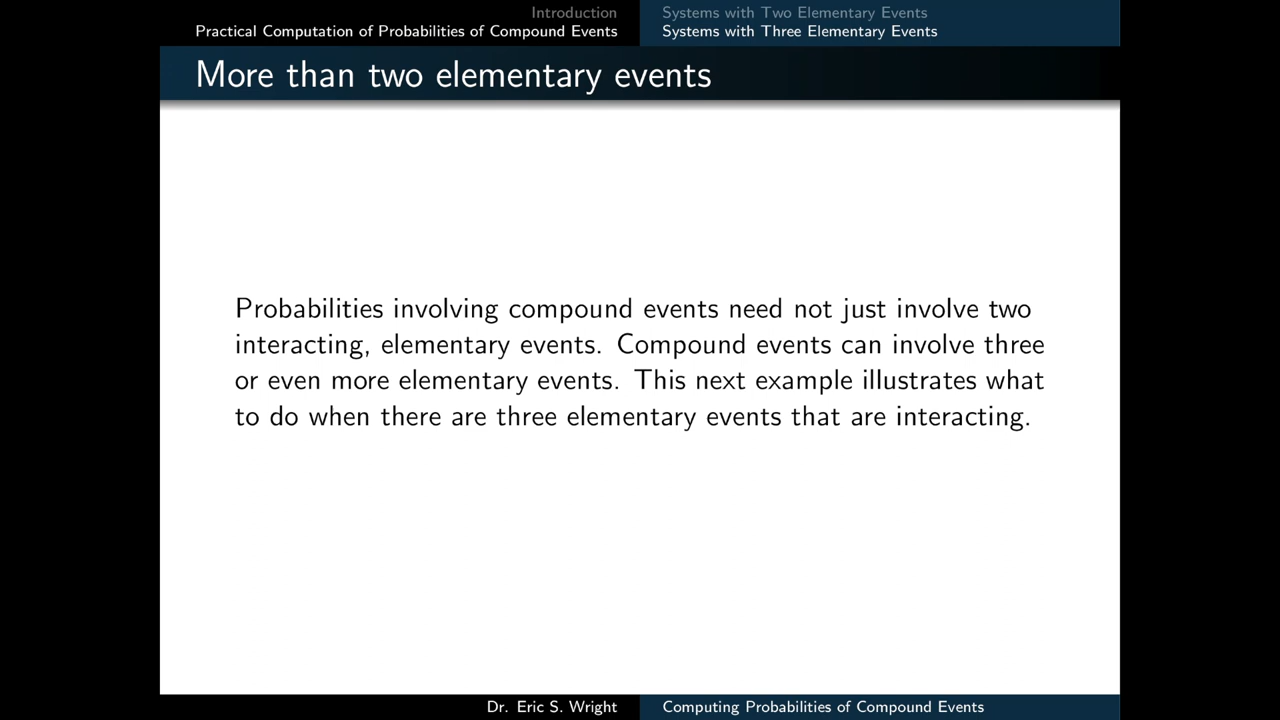 Introduction
Practical Computation of Probabilities of Compound Events
Systems with Two Elementary Events
Systems with Three Elementary Events
More than two elementary events
Probabilities involving compound events need not just involve two
interacting, elementary events. Compound events can involve three
or even more elementary events. This next example illustrates what
to do when there are three elementary events that are interacting.
Dr. Eric S. Wright
Computing Probabilities of Compound Events